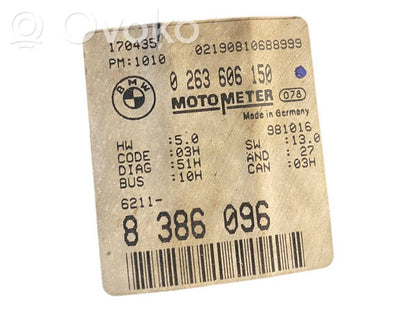 Ovoko
170435
02190810688999
PM:1010
BMW
0 263 606 150
MOTOMETER
078
Made in Germany
981016
HW :5.0 SW :13.0
CODE :03H AND : 27
DIAG :51H CAN :03H
BUS :10H
6211-
8 386 096